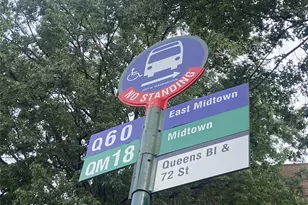 NO STANDING
Q60
East Midtown
QM18
Midtown
Queens Bl &
72 St